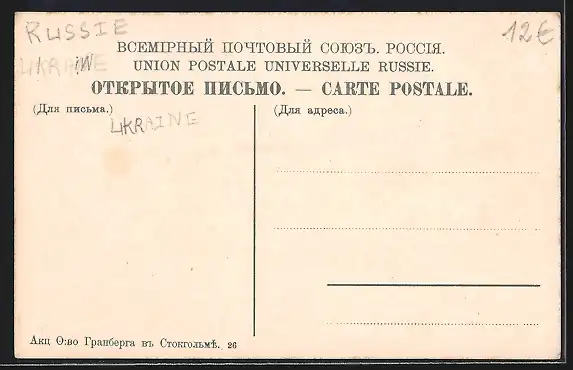 RUSSIE
12€
ВСЕМІРНЫЙ ПОЧТОВЫЙ СОЮЗЪ. РОССІЯ.
UKRAINE
UNION POSTALE UNIVERSELLE RUSSIE.
ОТКРЫТОЕ ПИСЬМО. — CARTE POSTALE.
(Для письма.)
(Для адреса.)
UKRAINE
Акц О:во Гранберга въ Стокгольмѣ. 26